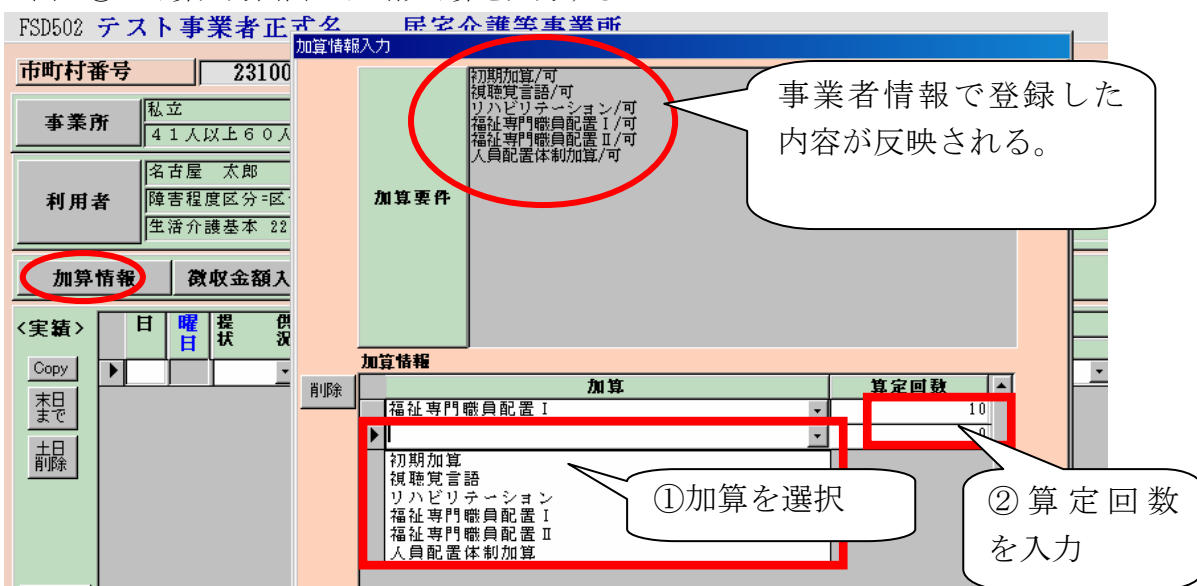 FSD502 テスト事業者正式名 居宅介護等事業所
加算情報入力
市町村番号
23100
事業所
私立
41人以上60人
利用者
名古屋 太郎
障害程度区分=区
生活介護基本 22
加算要件
初期加算/可
視聴覚言語/可
リハビリテーション/可
福祉専門職員配置Ⅰ/可
福祉専門職員配置Ⅱ/可
人員配置体制加算/可
事業者情報で登録した
内容が反映される。
加算情報
徴収金額入
<実績>
日
曜日
提 供
状 況
Copy
末日
まで
土日
削除
加算情報
削除
加算
算定回数
福祉専門職員配置Ⅰ
10
0
初期加算
視聴覚言語
リハビリテーション
福祉専門職員配置Ⅰ
福祉専門職員配置Ⅱ
人員配置体制加算
①加算を選択
②算定回数
を入力